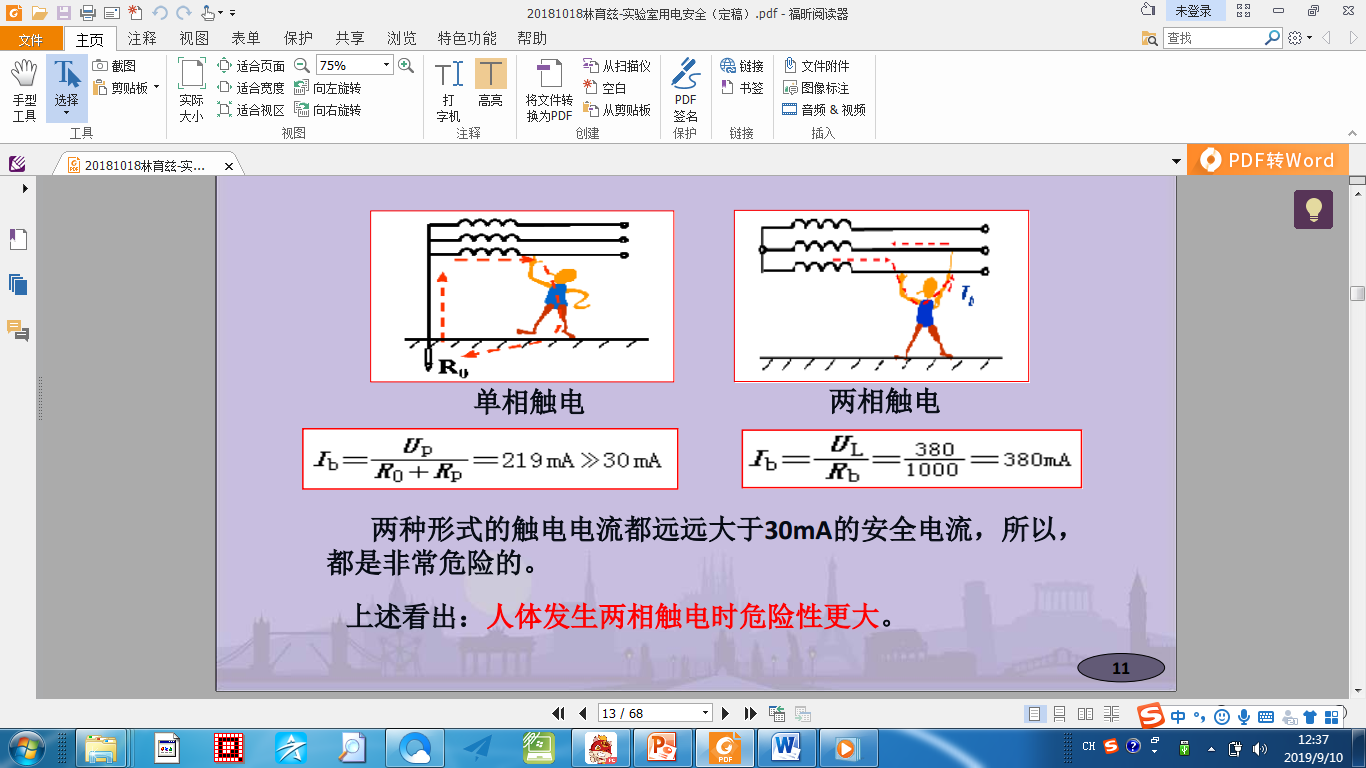 20181018林育兹-实验室用电安全（定稿）.pdf - 福昕阅读器
未登录
文件 主页 注释 视图 表单 保护 共享 浏览 特色功能 帮助
查找
手型工具
选择
截图
剪贴板
工具
实际大小
适合页面
适合宽度
适合视区
75%
向左旋转
向右旋转
视图
打字机
高亮
注释
将文件转换为PDF
从扫描仪
空白
从剪贴板
创建
PDF签名
保护
链接
书签
链接
文件附件
图像标注
音频 & 视频
插入
20181018林育兹-实...
PDF转Word
R₀
I_b
单相触电
两相触电
I_b=U_P/(R_0+R_P)=219mA≫30mA
I_b=U_L/R_b=380/1000=380mA
两种形式的触电电流都远远大于30mA的安全电流，所以，
都是非常危险的。
上述看出：人体发生两相触电时危险性更大。
11
13 / 68
中
CH
12:37
2019/9/10